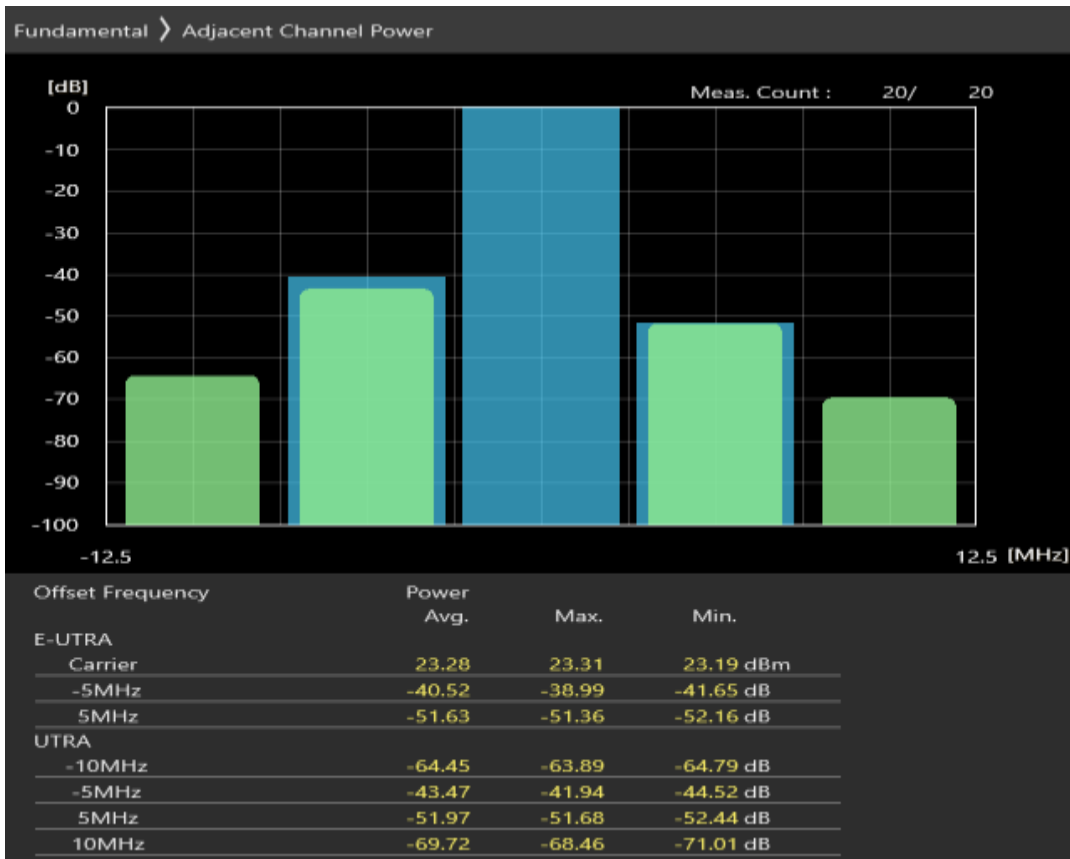 Fundamental 〉 Adjacent Channel Power
[dB]
Meas. Count : 20/ 20
0
-10
-20
-30
-40
-50
-60
-70
-80
-90
-100
-12.5 12.5 [MHz]
Offset Frequency Power
Avg. Max. Min.
E-UTRA
Carrier 23.28 23.31 23.19 dBm
-5MHz -40.52 -38.99 -41.65 dB
5MHz -51.63 -51.36 -52.16 dB
UTRA
-10MHz -64.45 -63.89 -64.79 dB
-5MHz -43.47 -41.94 -44.52 dB
5MHz -51.97 -51.68 -52.44 dB
10MHz -69.72 -68.46 -71.01 dB